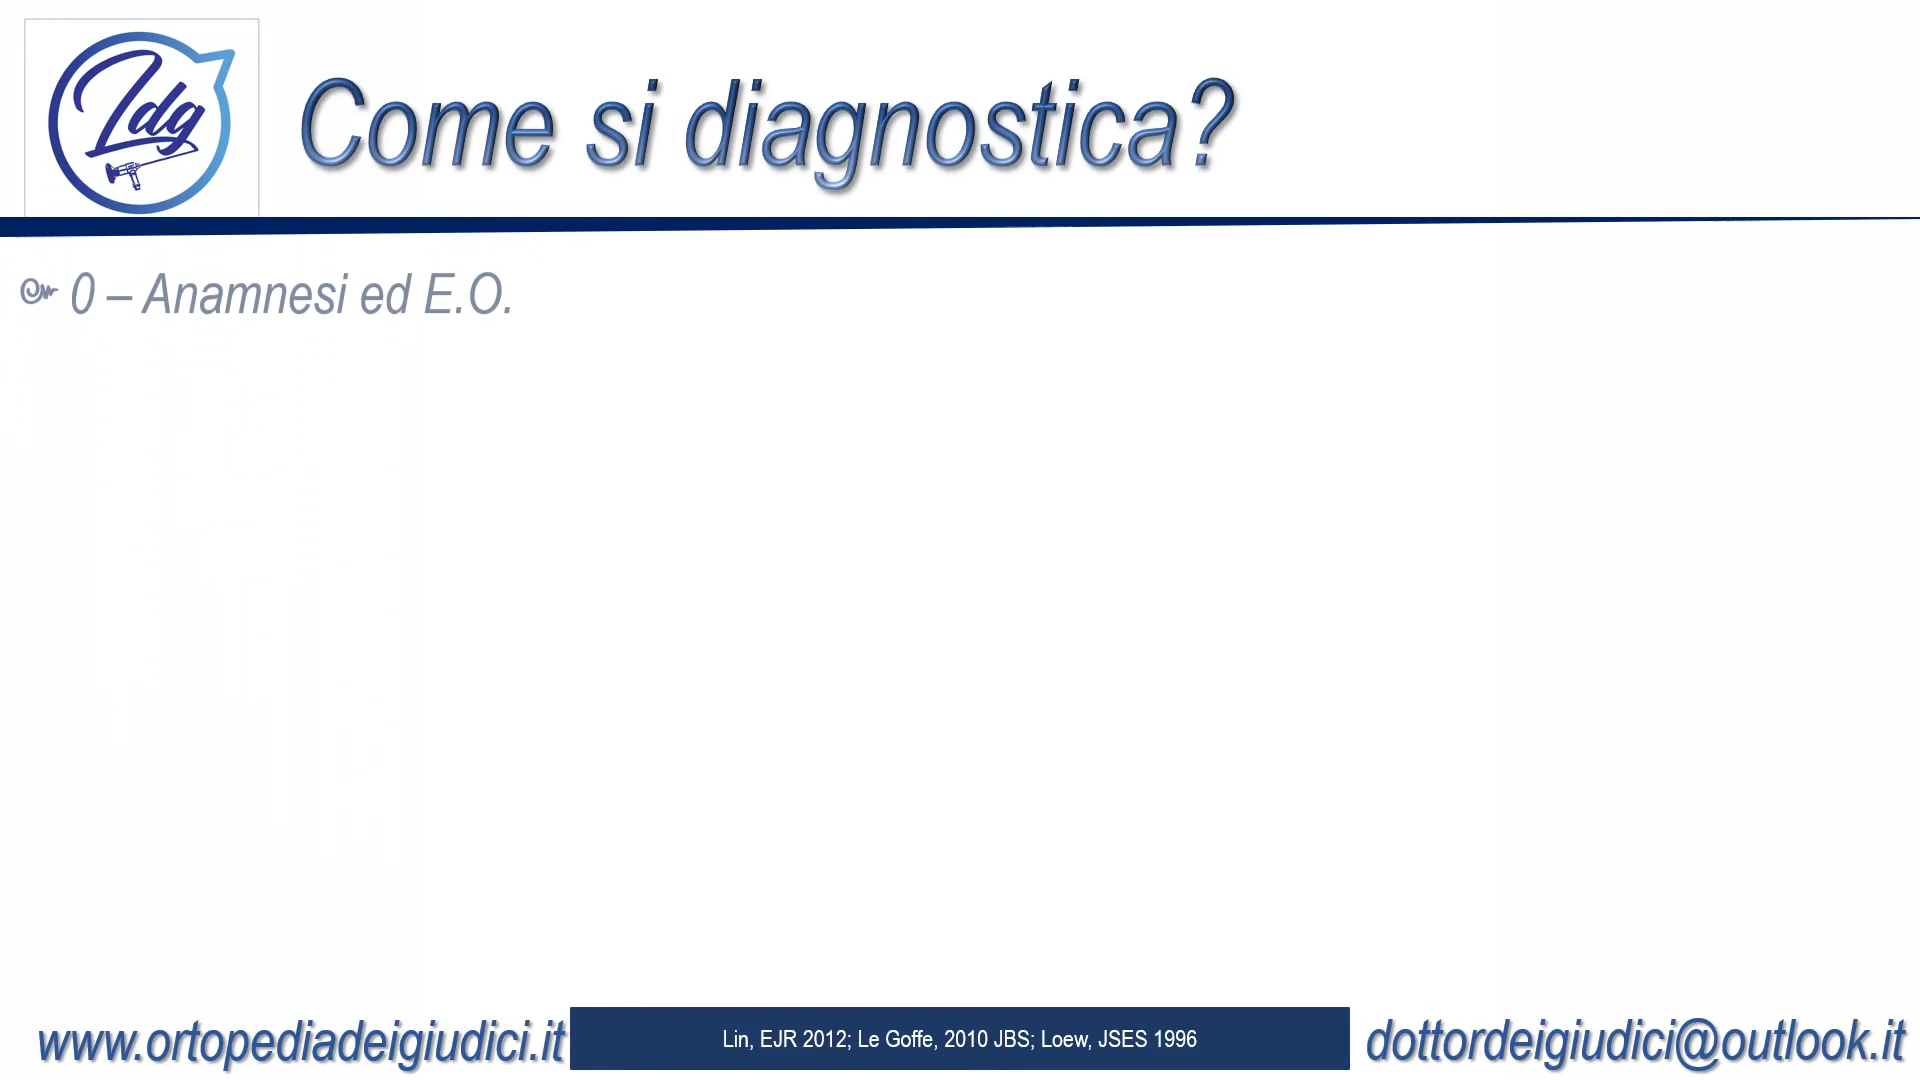 Ldg
Come si diagnostica?
0 – Anamnesi ed E.O.
www.ortopediadeigiudici.it
Lin, EJR 2012; Le Goffe, 2010 JBS; Loew, JSES 1996
dottordeigiudici@outlook.it